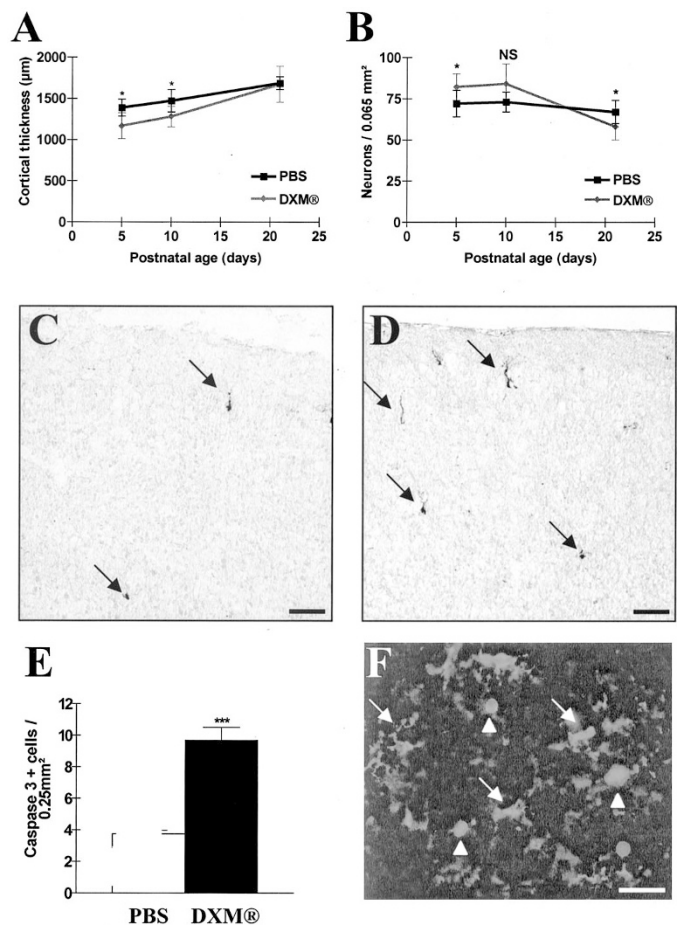 A
Cortical thickness (µm)
2000
1500
1000
500
0
*
*
PBS
DXM®
0
5
10
15
20
25
Postnatal age (days)
B
Neurons / 0.065 mm²
100
75
50
25
0
*
NS
*
PBS
DXM®
0
5
10
15
20
25
Postnatal age (days)
C
D
E
Caspase 3 + cells /
0.25mm²
12
10
8
6
4
2
0
***
PBS DXM®
F